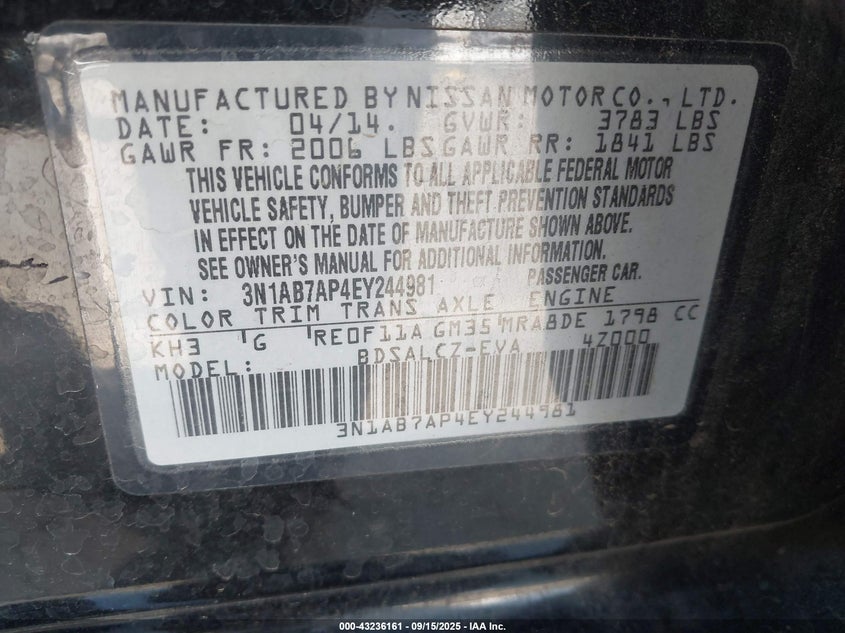 MANUFACTURED BY NISSAN MOTOR CO., LTD.
DATE: 04/14. GVWR: 3783 LBS
GAWR FR: 2006 LBS GAWR RR: 1841 LBS
THIS VEHICLE CONFORMS TO ALL APPLICABLE FEDERAL MOTOR
VEHICLE SAFETY, BUMPER AND THEFT PREVENTION STANDARDS
IN EFFECT ON THE DATE OF MANUFACTURE SHOWN ABOVE.
SEE OWNER'S MANUAL FOR ADDITIONAL INFORMATION.
VIN: 3N1AB7AP4EY244981 PASSENGER CAR.
COLOR TRIM TRANS AXLE ENGINE
KH3 G RE0F11A GM35 MRA8DE 1798 CC
MODEL: BDSALCZ-EVA 4Z000
3N1AB7AP4EY244981
000-43236161 - 09/15/2025 - IAA Inc.